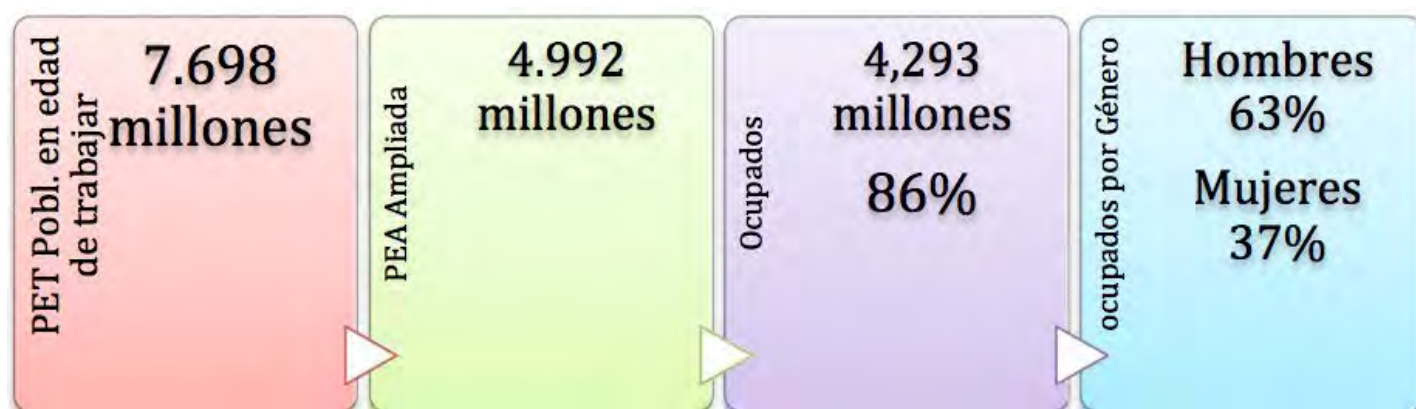 PET Pobl. en edad
de trabajar
7.698
millones
PEA Ampliada
4.992
millones
Ocupados
4,293
millones
86%
ocupados por Género
Hombres
63%
Mujeres
37%